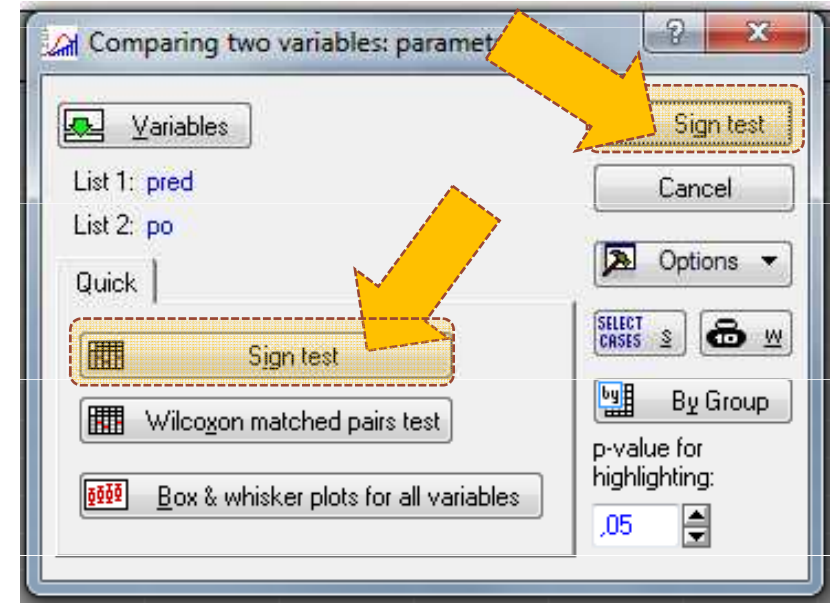 Comparing two variables: paramet
?
Variables
Sign test
List 1: pred
Cancel
List 2: po
Options
Quick
SELECT CASES S
W
Sign test
By Group
Wilcoxon matched pairs test
p-value for
highlighting:
Box & whisker plots for all variables
,05